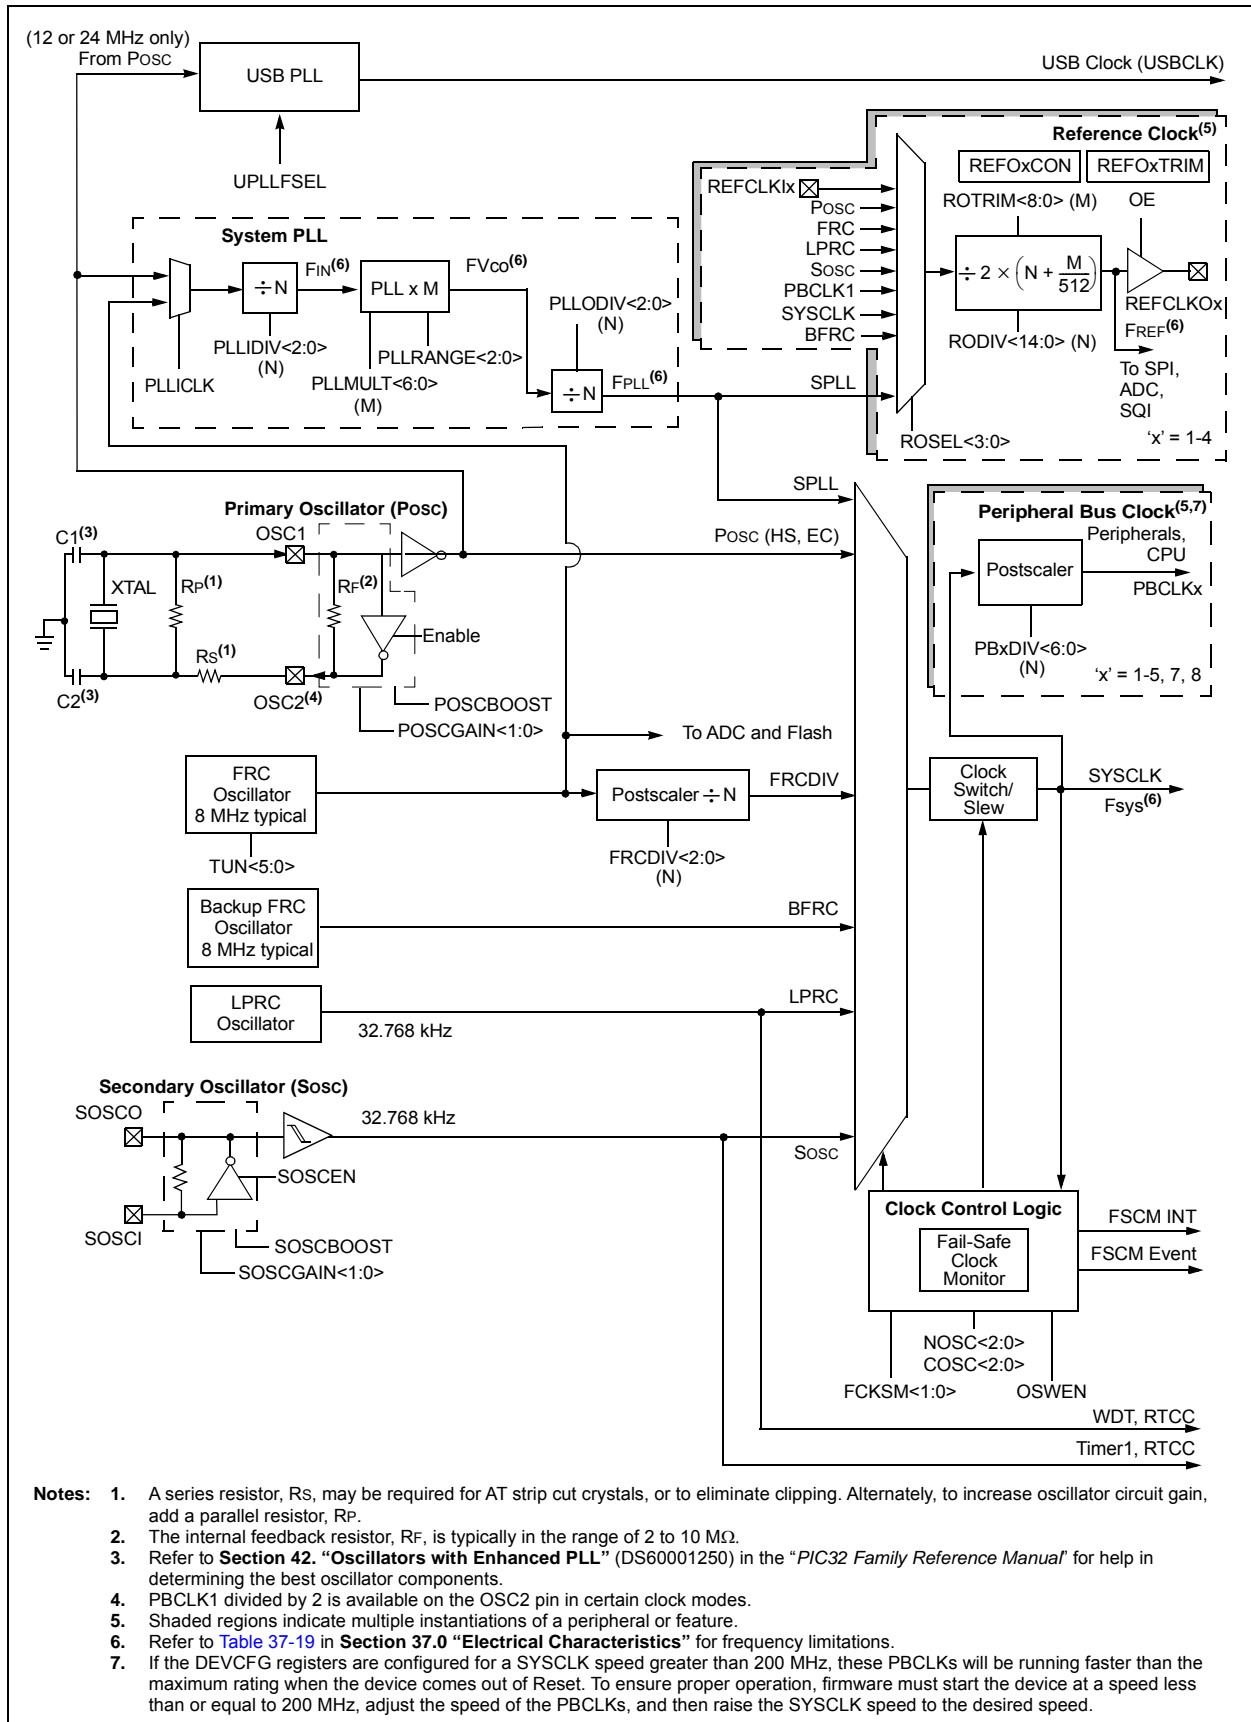 (12 or 24 MHz only)
From POSC
USB PLL
USB Clock (USBCLK)
UPLLFSEL
Reference Clock(5)
REFOxCON
REFOxTRIM
REFCLKIx
POSC
FRC
LPRC
SOSC
PBCLK1
SYSCLK
BFRC
ROTRIM<8:0> (M)
OE
÷ 2 × (N + M/512)
REFCLKOx
RODIV<14:0> (N)
FREF(6)
To SPI,
ADC,
SQI
'x' = 1-4
SPLL
ROSEL<3:0>
System PLL
÷ N
FIN(6)
PLL x M
FVco(6)
PLLODIV<2:0>
(N)
PLLICLK
PLLIDIV<2:0>
(N)
PLLRANGE<2:0>
PLLMULT<6:0>
(M)
÷ N
FPLL(6)
SPLL
Primary Oscillator (POSC)
C1(3)
OSC1
POSC (HS, EC)
XTAL
RP(1)
RF(2)
Enable
RS(1)
C2(3)
OSC2(4)
POSCBOOST
POSCGAIN<1:0>
Peripheral Bus Clock(5,7)
Peripherals,
CPU
Postscaler
PBCLKx
PBxDIV<6:0>
(N)
'x' = 1-5, 7, 8
To ADC and Flash
FRC
Oscillator
8 MHz typical
TUN<5:0>
Postscaler ÷ N
FRCDIV
FRCDIV<2:0>
(N)
Clock
Switch/
Slew
SYSCLK
Fsys(6)
Backup FRC
Oscillator
8 MHz typical
BFRC
LPRC
Oscillator
32.768 kHz
LPRC
Secondary Oscillator (SOSC)
SOSCO
32.768 kHz
SOSC
SOSCEN
SOSCI
SOSCBOOST
SOSCGAIN<1:0>
Clock Control Logic
Fail-Safe
Clock
Monitor
FSCM INT
FSCM Event
NOSC<2:0>
COSC<2:0>
FCKSM<1:0>
OSWEN
WDT, RTCC
Timer1, RTCC
Notes: 1. A series resistor, RS, may be required for AT strip cut crystals, or to eliminate clipping. Alternately, to increase oscillator circuit gain,
add a parallel resistor, RP.
2. The internal feedback resistor, RF, is typically in the range of 2 to 10 MΩ.
3. Refer to Section 42. "Oscillators with Enhanced PLL" (DS60001250) in the "PIC32 Family Reference Manual" for help in
determining the best oscillator components.
4. PBCLK1 divided by 2 is available on the OSC2 pin in certain clock modes.
5. Shaded regions indicate multiple instantiations of a peripheral or feature.
6. Refer to Table 37-19 in Section 37.0 "Electrical Characteristics" for frequency limitations.
7. If the DEVCFG registers are configured for a SYSCLK speed greater than 200 MHz, these PBCLKs will be running faster than the
maximum rating when the device comes out of Reset. To ensure proper operation, firmware must start the device at a speed less
than or equal to 200 MHz, adjust the speed of the PBCLKs, and then raise the SYSCLK speed to the desired speed.